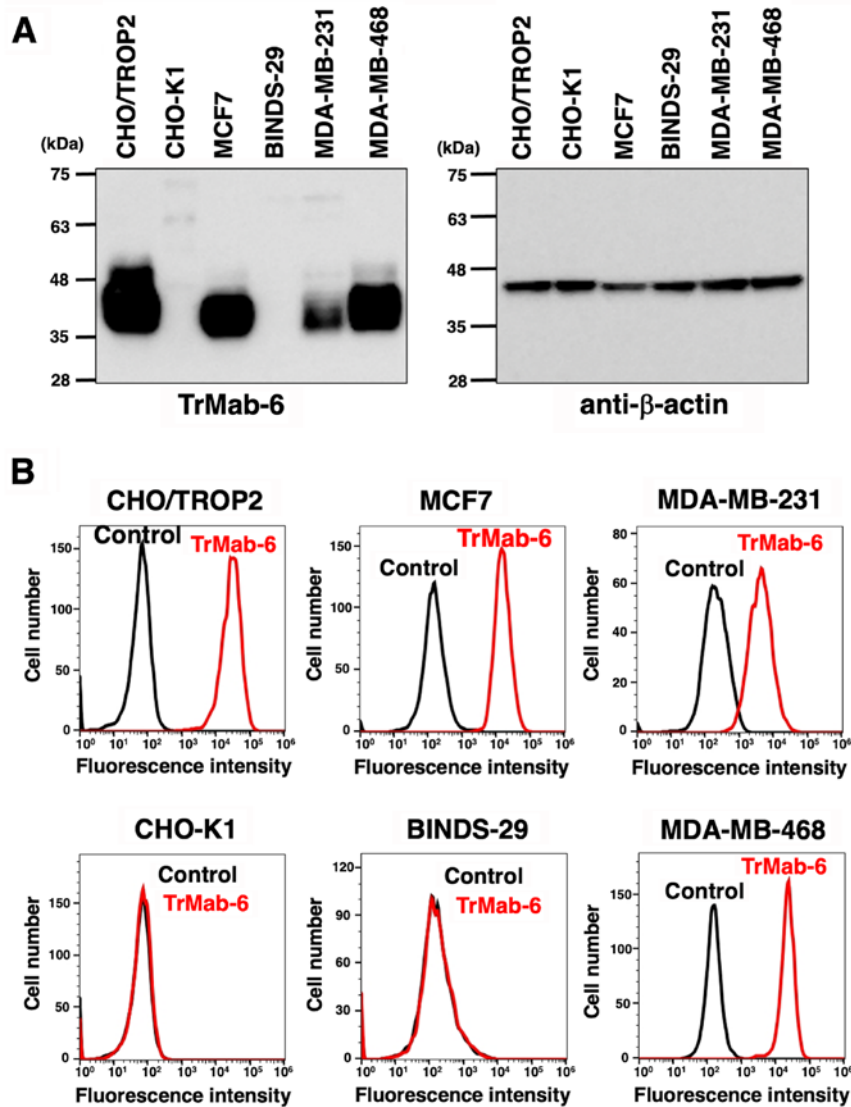 A
CHO/TROP2
CHO-K1
MCF7
BINDS-29
MDA-MB-231
MDA-MB-468
(kDa)
75
63
48
35
28
TrMab-6
CHO/TROP2
CHO-K1
MCF7
BINDS-29
MDA-MB-231
MDA-MB-468
(kDa)
75
63
48
35
28
anti-β-actin
B
CHO/TROP2
Control
TrMab-6
Cell number
150
100
50
0
10⁰ 10¹ 10² 10³ 10⁴ 10⁵ 10⁶
Fluorescence intensity
MCF7
Control
TrMab-6
Cell number
150
100
50
0
10⁰ 10¹ 10² 10³ 10⁴ 10⁵ 10⁶
Fluorescence intensity
MDA-MB-231
Control
TrMab-6
Cell number
80
60
40
20
0
10⁰ 10¹ 10² 10³ 10⁴ 10⁵ 10⁶
Fluorescence intensity
CHO-K1
Control
TrMab-6
Cell number
150
100
50
0
10⁰ 10¹ 10² 10³ 10⁴ 10⁵ 10⁶
Fluorescence intensity
BINDS-29
Control
TrMab-6
Cell number
120
90
60
30
0
10⁰ 10¹ 10² 10³ 10⁴ 10⁵ 10⁶
Fluorescence intensity
MDA-MB-468
Control
TrMab-6
Cell number
150
100
50
0
10⁰ 10¹ 10² 10³ 10⁴ 10⁵ 10⁶
Fluorescence intensity